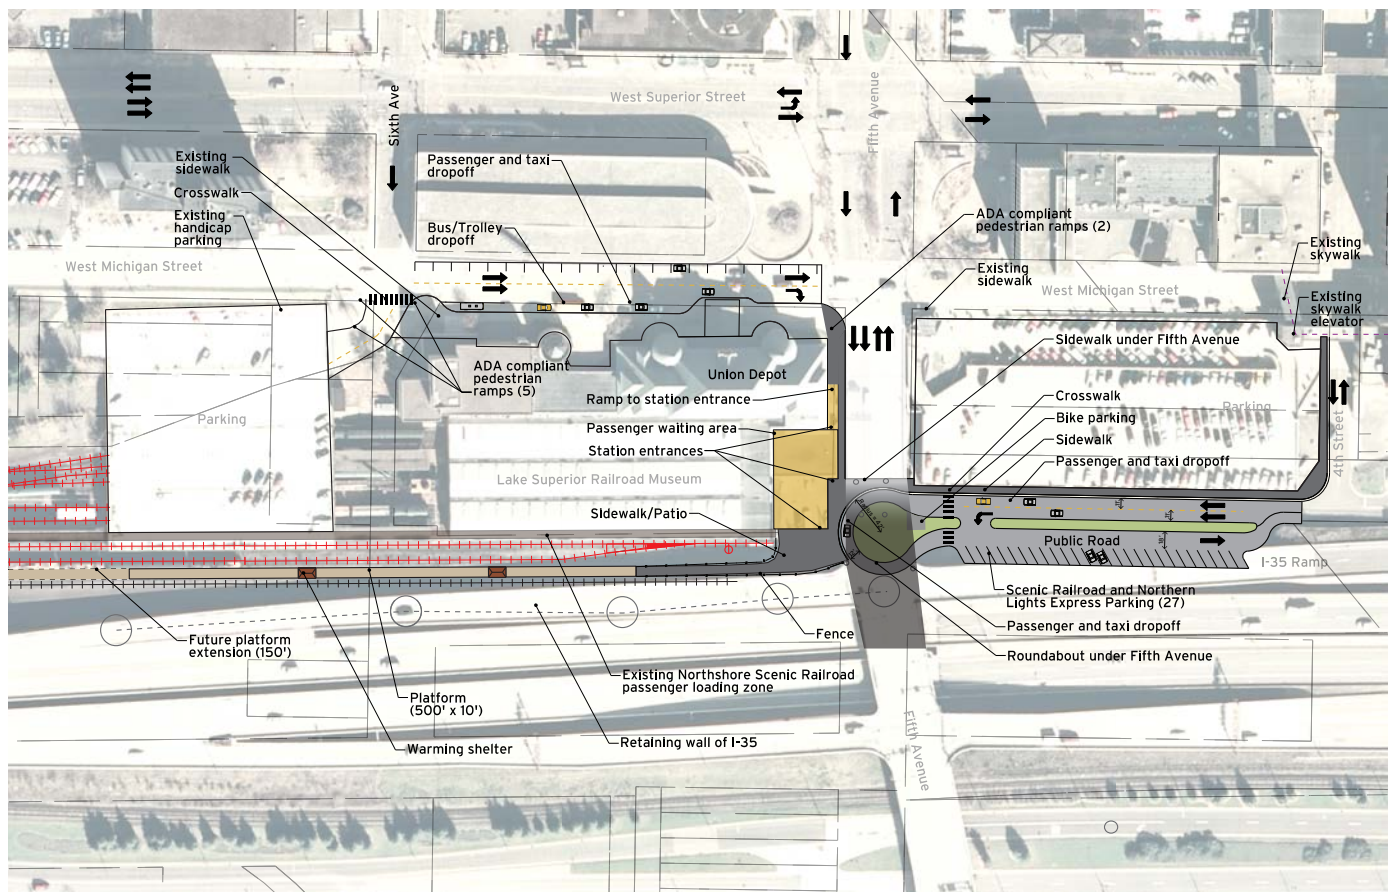 West Superior Street
Sixth Ave
Fifth Avenue
Existing
sidewalk
Crosswalk
Existing
handicap
parking
Passenger and taxi
dropoff
Bus/Trolley
dropoff
ADA compliant
pedestrian ramps (2)
Existing
sidewalk
Existing
skywalk
Existing
skywalk
elevator
West Michigan Street
West Michigan Street
Sidewalk under Fifth Avenue
ADA compliant
pedestrian
ramps (5)
Union Depot
Ramp to station entrance
Passenger waiting area
Station entrances
Crosswalk
Bike parking
Sidewalk
Passenger and taxi dropoff
Parking
Parking
4th Street
Lake Superior Railroad Museum
Sidewalk/Patio
Public Road
I-35 Ramp
Scenic Railroad and Northern
Lights Express Parking (27)
Passenger and taxi dropoff
Roundabout under Fifth Avenue
Fence
Future platform
extension (150')
Existing Northshore Scenic Railroad
passenger loading zone
Platform
(500' x 10')
Warming shelter
Retaining wall of I-35
Fifth Avenue